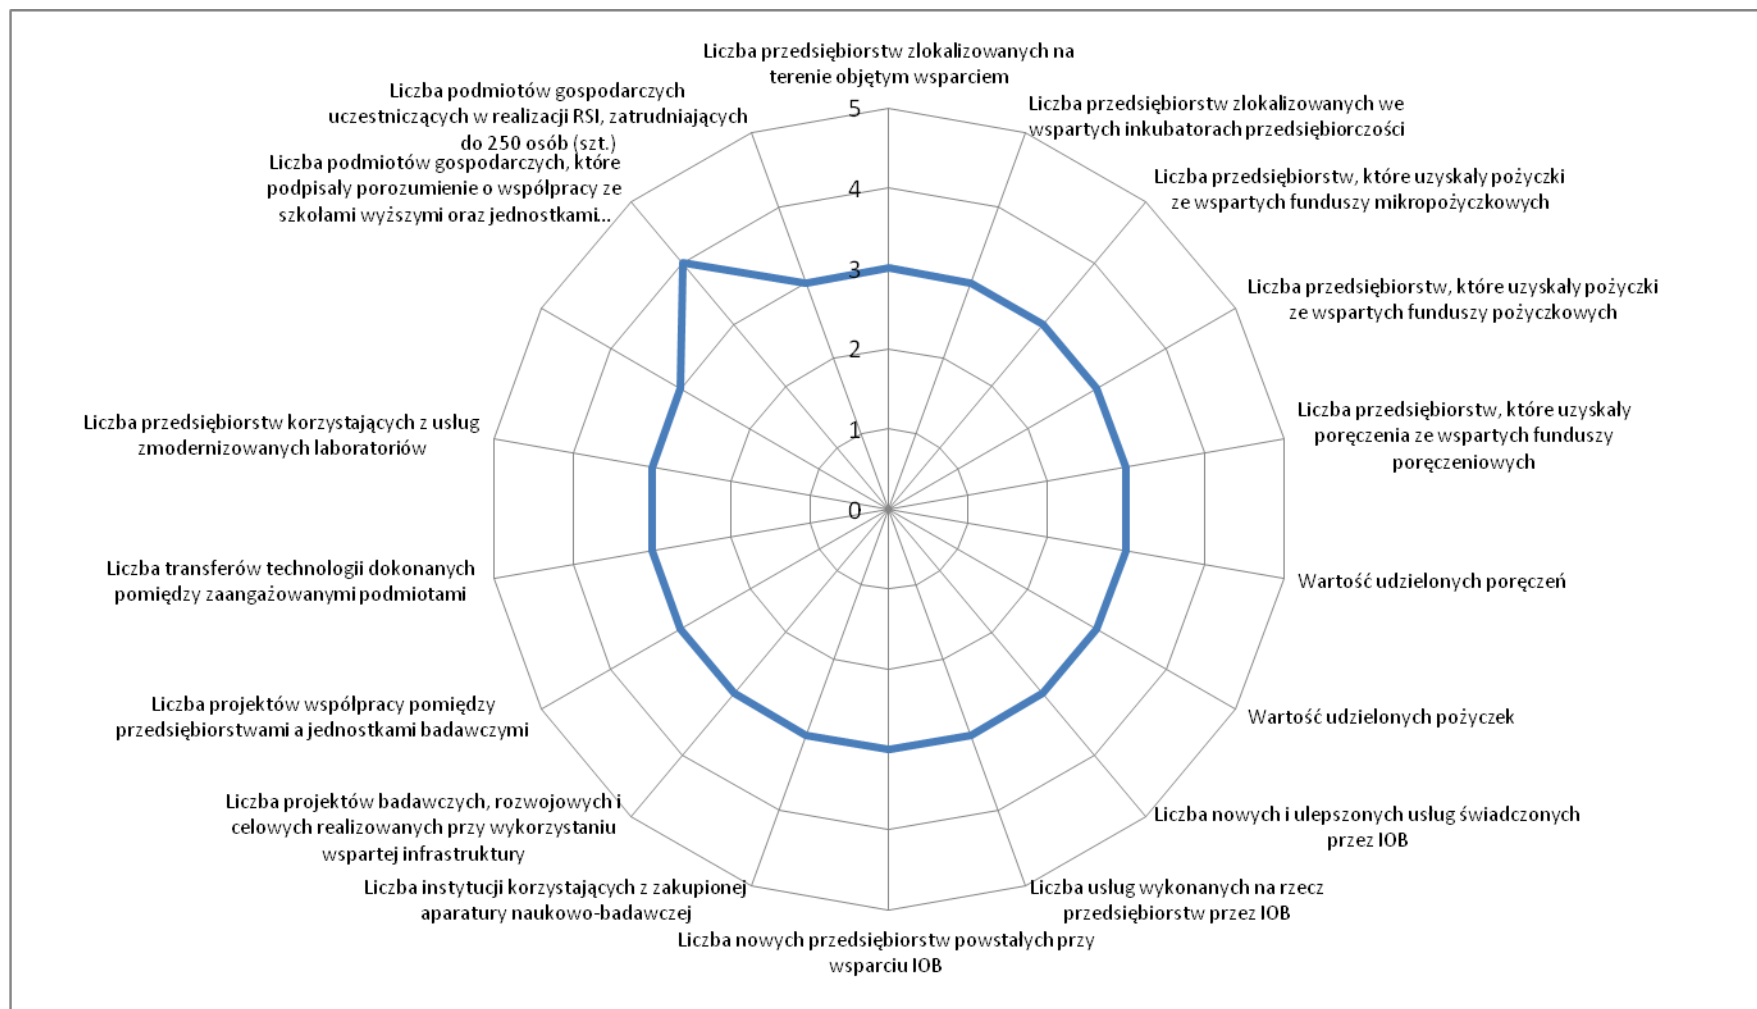 Liczba przedsiębiorstw zlokalizowanych na
terenie objętym wsparciem
Liczba przedsiębiorstw zlokalizowanych we
wspartych inkubatorach przedsiębiorczości
Liczba przedsiębiorstw, które uzyskały pożyczki
ze wspartych funduszy mikropożyczkowych
Liczba przedsiębiorstw, które uzyskały pożyczki
ze wspartych funduszy pożyczkowych
Liczba przedsiębiorstw, które uzyskały
poręczenia ze wspartych funduszy
poręczeniowych
Wartość udzielonych poręczeń
Wartość udzielonych pożyczek
Liczba nowych i ulepszonych usług świadczonych
przez IOB
Liczba usług wykonanych na rzecz
przedsiębiorstw przez IOB
Liczba nowych przedsiębiorstw powstałych przy
wsparciu IOB
Liczba instytucji korzystających z zakupionej
aparatury naukowo-badawczej
Liczba projektów badawczych, rozwojowych i
celowych realizowanych przy wykorzystaniu
wspartej infrastruktury
Liczba projektów współpracy pomiędzy
przedsiębiorstwami a jednostkami badawczymi
Liczba transferów technologii dokonanych
pomiędzy zaangażowanymi podmiotami
Liczba przedsiębiorstw korzystających z usług
zmodernizowanych laboratoriów
Liczba podmiotów gospodarczych, które
podpisały porozumienie o współpracy ze
szkołami wyższymi oraz jednostkami...
Liczba podmiotów gospodarczych
uczestniczących w realizacji RSI, zatrudniających
do 250 osób (szt.)
5
4
3
2
1
0